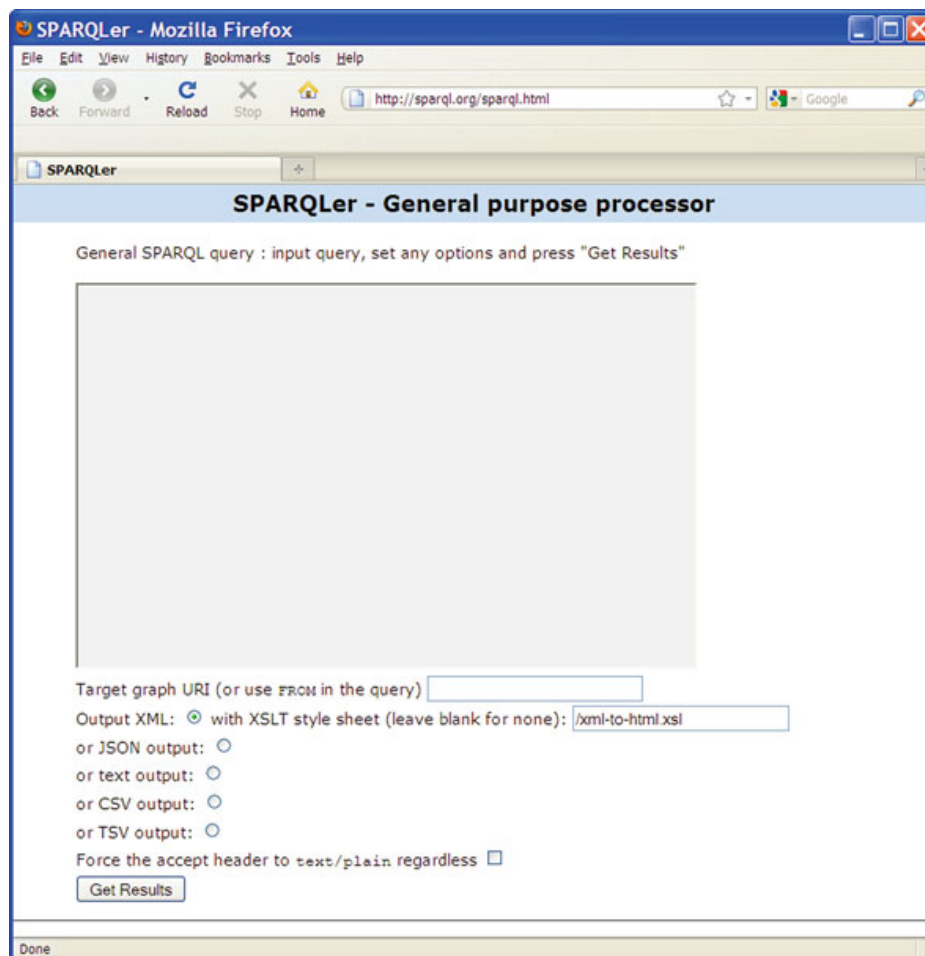 SPARQLer - Mozilla Firefox
File Edit View History Bookmarks Tools Help
Back Forward Reload Stop Home http://sparql.org/sparql.html Google
SPARQLer
SPARQLer - General purpose processor
General SPARQL query : input query, set any options and press "Get Results"
Target graph URI (or use FROM in the query)
Output XML: with XSLT style sheet (leave blank for none): /xml-to-html.xsl
or JSON output:
or text output:
or CSV output:
or TSV output:
Force the accept header to text/plain regardless
Get Results
Done